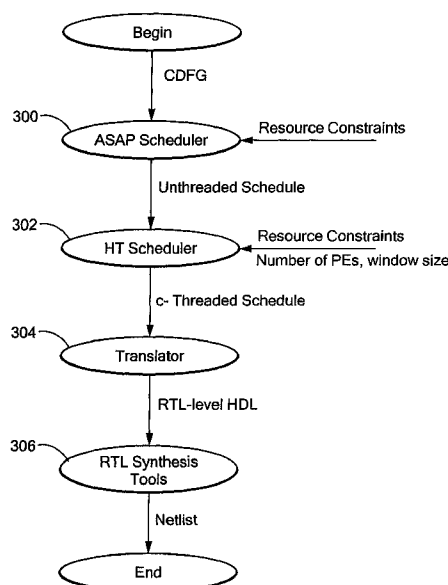 Begin
CDFG
300
ASAP Scheduler
Resource Constraints
Unthreaded Schedule
302
HT Scheduler
Resource Constraints
Number of PEs, window size
c- Threaded Schedule
304
Translator
RTL-level HDL
306
RTL Synthesis
Tools
Netlist
End